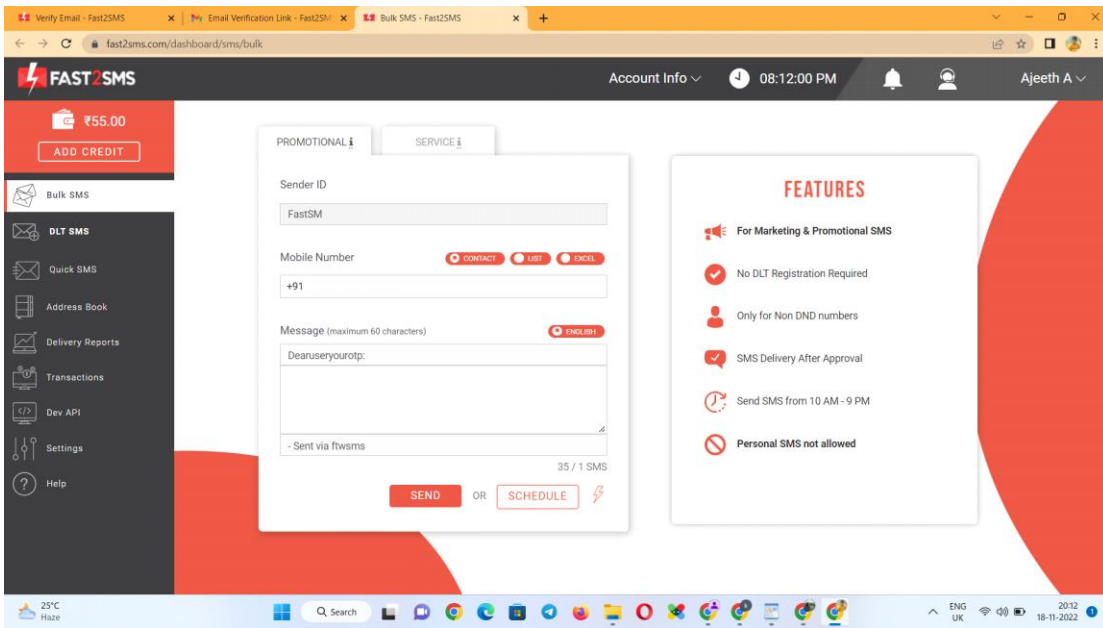 Verify Email - Fast2SMS
Email Verification Link - Fast2SM
Bulk SMS - Fast2SMS
fast2sms.com/dashboard/sms/bulk
FAST2SMS
Account Info
08:12:00 PM
Ajeeth A
₹55.00
ADD CREDIT
Bulk SMS
DLT SMS
Quick SMS
Address Book
Delivery Reports
Transactions
Dev API
Settings
Help
PROMOTIONAL i
SERVICE i
Sender ID
FastSM
Mobile Number
CONTACT LIST EXCEL
+91
Message (maximum 60 characters)
ENGLISH
Dearuseryourotp:
- Sent via ftwsms
35 / 1 SMS
SEND OR SCHEDULE
FEATURES
For Marketing & Promotional SMS
No DLT Registration Required
Only for Non DND numbers
SMS Delivery After Approval
Send SMS from 10 AM - 9 PM
Personal SMS not allowed
25°C
Haze
Search
ENG
UK
20:12
18-11-2022
1